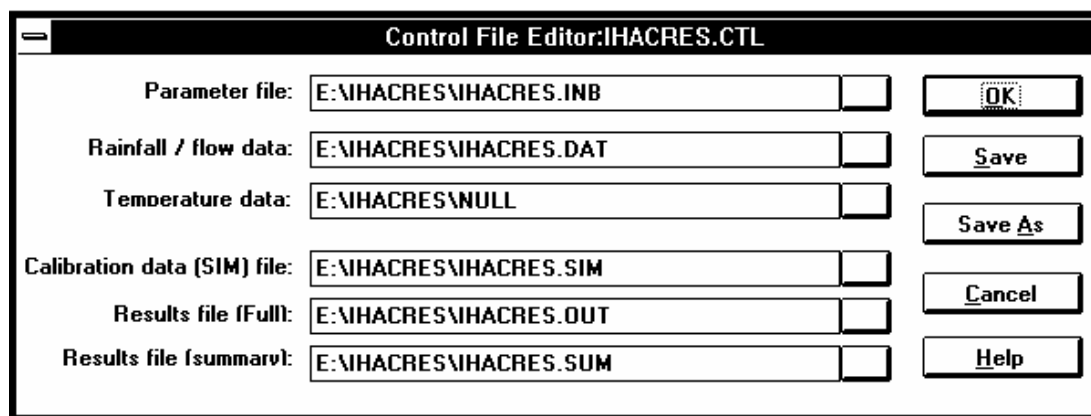 Control File Editor:IHACRES.CTL
Parameter file: E:\IHACRES\IHACRES.INB
OK
Rainfall / flow data: E:\IHACRES\IHACRES.DAT
Save
Temperature data: E:\IHACRES\NULL
Save As
Calibration data (SIM) file: E:\IHACRES\IHACRES.SIM
Cancel
Results file (Full): E:\IHACRES\IHACRES.OUT
Results file (summary): E:\IHACRES\IHACRES.SUM
Help